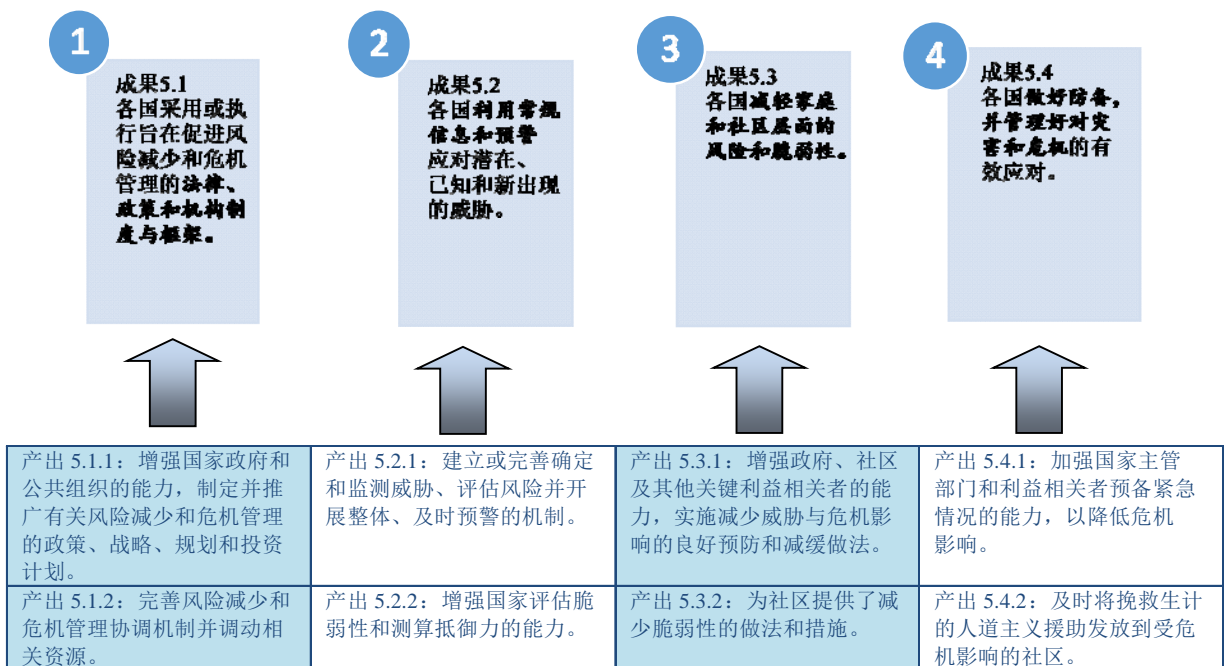 1
成果5.1
各国采用或执
行旨在促进风
险减少和危机
管理的法律、
政策和机构制
度与框架。
2
成果5.2
各国利用常规
信息和预警
应对潜在、
已知和新出现
的威胁。
3
成果5.3
各国减轻家庭
和社区层面的
风险和脆弱性。
4
成果5.4
各国做好防备，
并管理好对灾
害和危机的有
效应对。
产出 5.1.1：增强国家政府和
公共组织的能力，制定并推
广有关风险减少和危机管理
的政策、战略、规划和投资
计划。
产出 5.2.1：建立或完善确定
和监测威胁、评估风险并开
展整体、及时预警的机制。
产出 5.3.1：增强政府、社区
及其他关键利益相关者的能
力，实施减少威胁与危机影
响的良好预防和减缓做法。
产出 5.4.1：加强国家主管
部门和利益相关者预备紧急
情况的能力，以降低危机
影响。
产出 5.1.2：完善风险减少和
危机管理协调机制并调动相
关资源。
产出 5.2.2：增强国家评估脆
弱性和测算抵御力的能力。
产出 5.3.2：为社区提供了减
少脆弱性的做法和措施。
产出 5.4.2：及时将挽救生计
的人道主义援助发放到受危
机影响的社区。